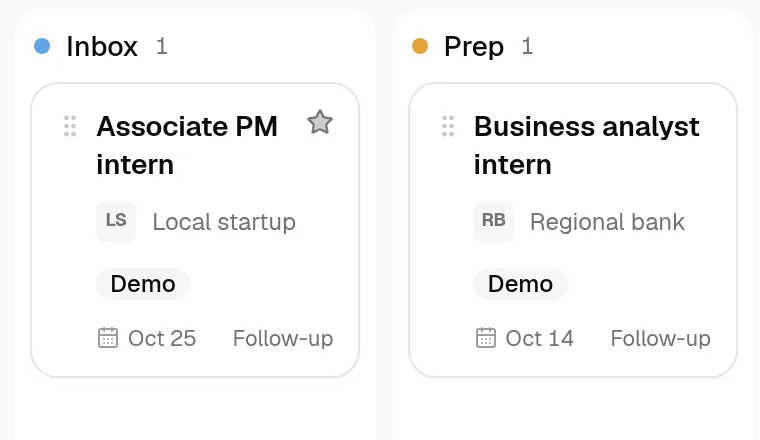 Inbox 1
Associate PM
intern
LS Local startup
Demo
Oct 25 Follow-up
Prep 1
Business analyst
intern
RB Regional bank
Demo
Oct 14 Follow-up